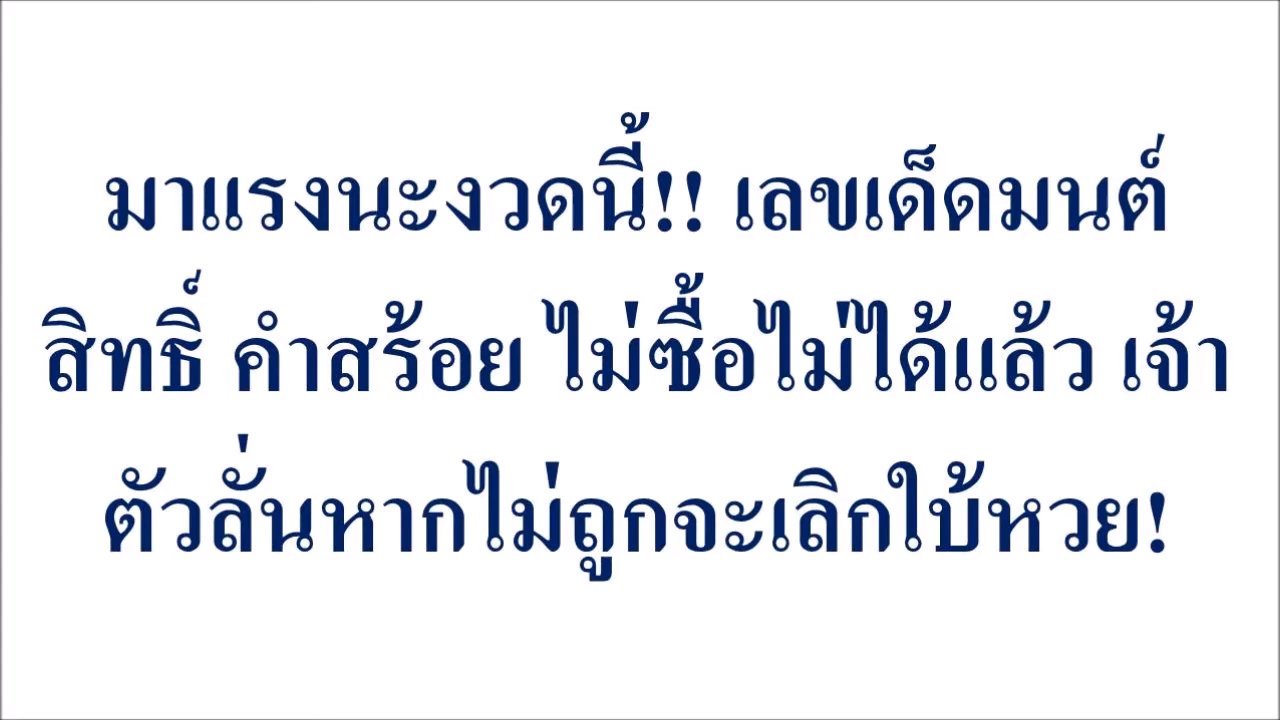 มาแรงนะงวดนี้!! เลขเด็ดมนต์
สิทธิ์ คำสร้อย ไม่ซื้อไม่ได้แล้ว เจ้า
ตัวลั่นหากไม่ถูกจะเลิกใบ้หวย!